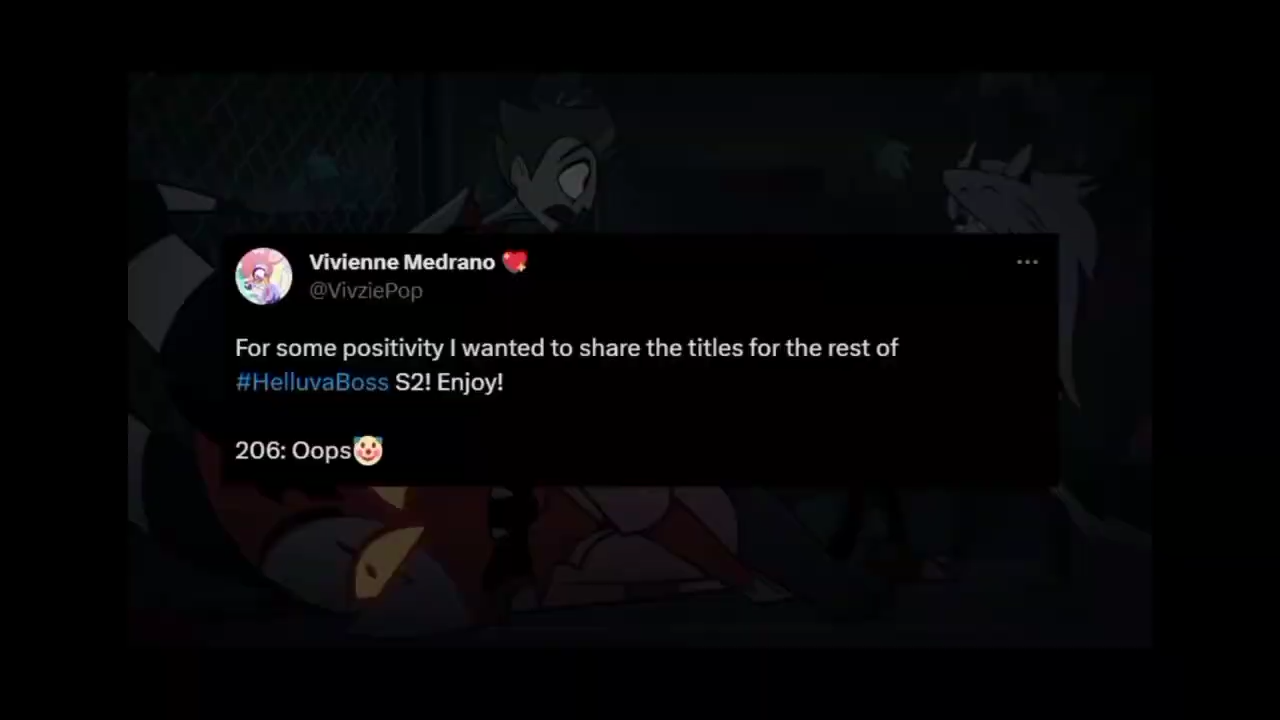 Vivienne Medrano 💖
@VivziePop
For some positivity I wanted to share the titles for the rest of
#HelluvaBoss S2! Enjoy!
206: Oops🤡